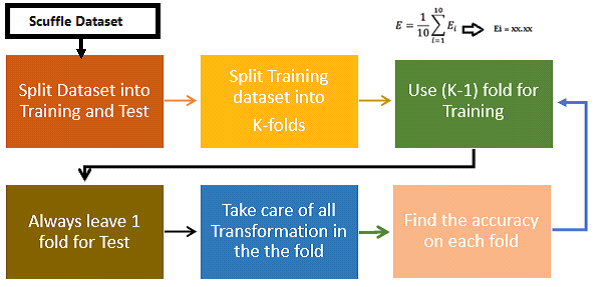 Scuffle Dataset
E = 1/10 ∑_{i=1}^{10} E_i ⇨ Ei = xx.xx
Split Dataset into
Training and Test
Split Training
dataset into
K-folds
Use (K-1) fold for
Training
Always leave 1
fold for Test
Take care of all
Transformation in
the the fold
Find the accuracy
on each fold